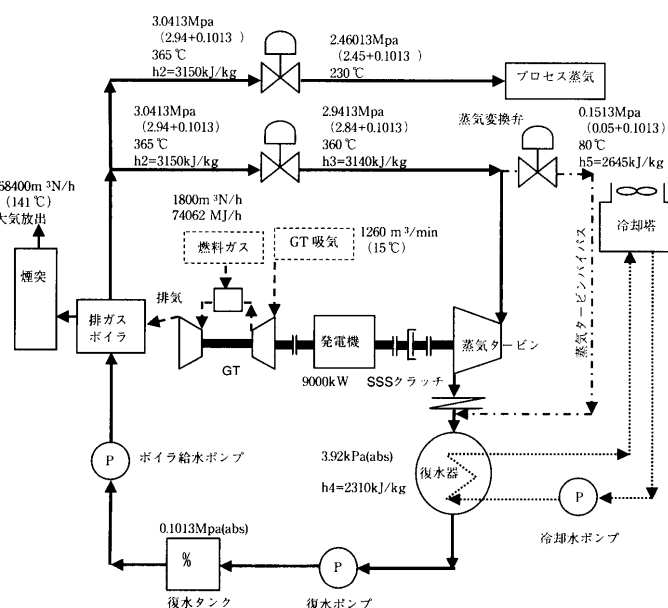 3.0413Mpa
（2.94+0.1013 ）
365℃
h2=3150kJ/kg
2.46013Mpa
（2.45+0.1013）
230℃
プロセス蒸気
3.0413Mpa
（2.94+0.1013）
365℃
h2=3150kJ/kg
2.9413Mpa
（2.84+0.1013）
360℃
h3=3140kJ/kg
蒸気変換弁
0.1513Mpa
（0.05+0.1013）
80℃
h5=2645kJ/kg
冷却塔
68400m ³N/h
（141℃）
大気放出
1800m ³N/h
74062 MJ/h
燃料ガス
GT 吸気
1260 m³/min
（15℃）
煙突
排気
排ガス
ボイラ
GT
発電機
9000kW
SSSクラッチ
蒸気タービン
蒸気タービンバイパス
P
ボイラ給水ポンプ
3.92kPa(abs)
h4=2310kJ/kg
復水器
P
冷却水ポンプ
0.1013Mpa(abs)
%
復水タンク
P
復水ポンプ